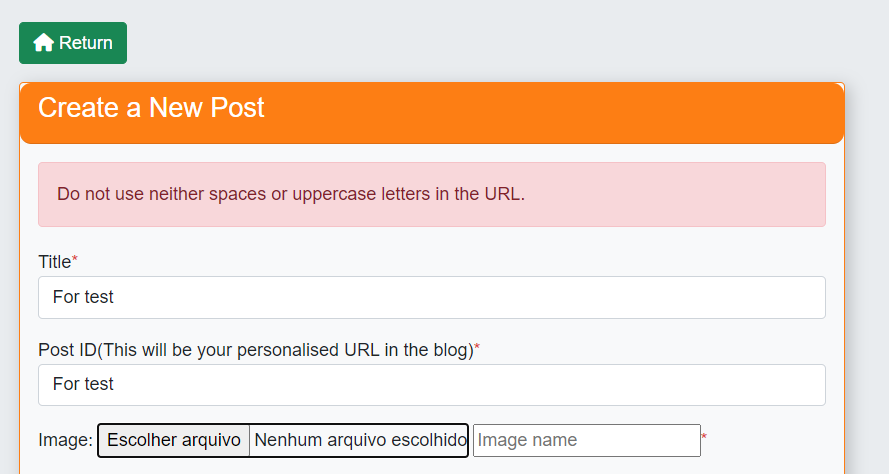 Return
Create a New Post
Do not use neither spaces or uppercase letters in the URL.
Title*
For test
Post ID(This will be your personalised URL in the blog)*
For test
Image: Escolher arquivo Nenhum arquivo escolhido Image name *